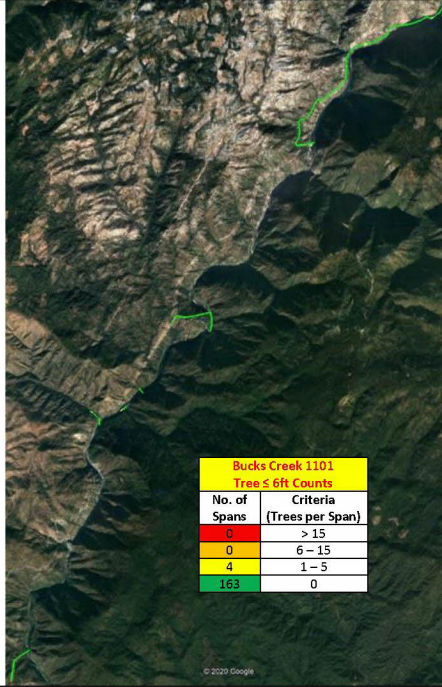 Bucks Creek 1101
Tree ≤ 6ft Counts
No. of Spans Criteria (Trees per Span)
0 > 15
0 6 – 15
4 1 – 5
163 0
© 2020 Google